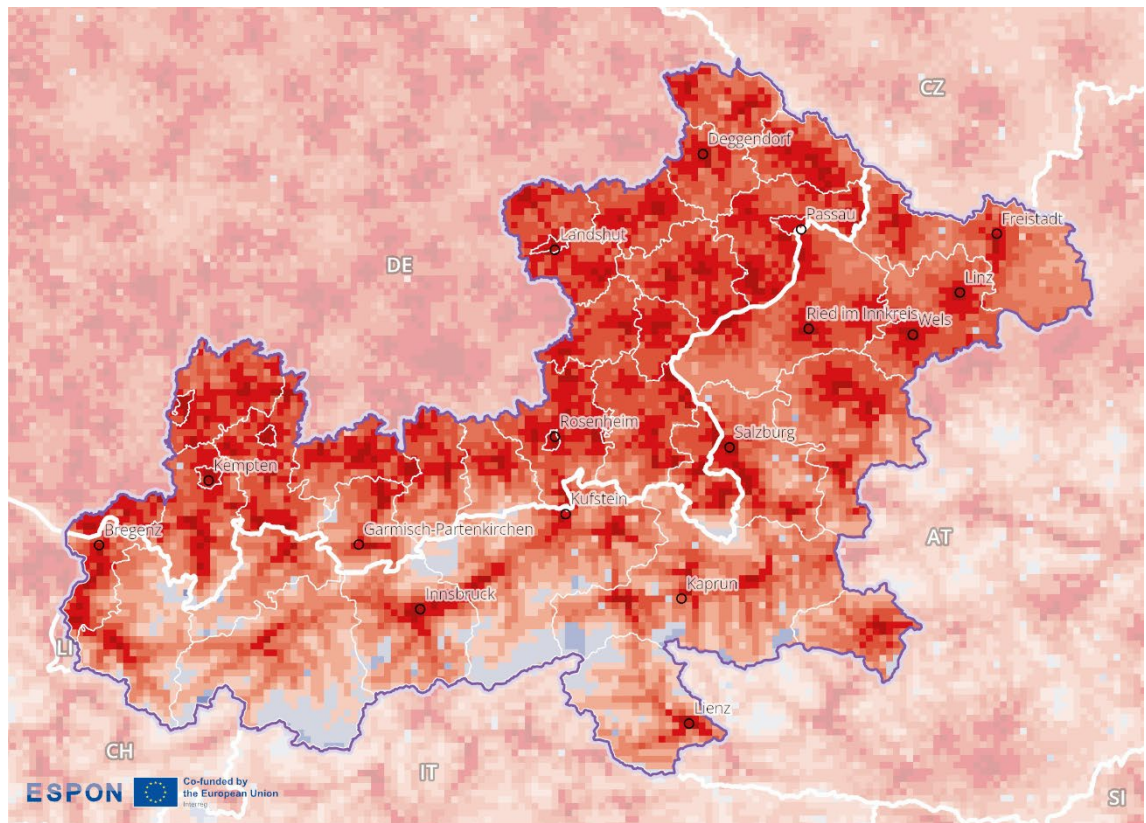 CZ
Deggendorf
Passau
Freistadt
Landshut
DE
Linz
Ried im Innkreis
Wels
Rosenheim
Salzburg
Kempten
Kufstein
Bregenz
Garmisch-Partenkirchen
AT
Kaprun
Innsbruck
LI
Lienz
CH
IT
ESPON
Co-funded by
the European Union
Interreg
SI